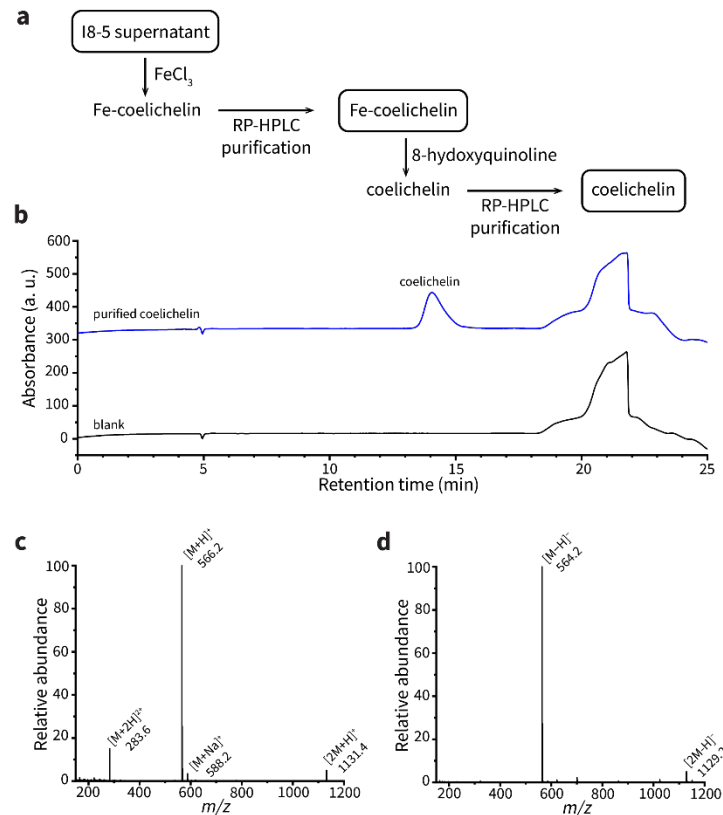 a
I8-5 supernatant
FeCl₃
Fe-coelichelin
RP-HPLC
purification
Fe-coelichelin
8-hydoxyquinoline
coelichelin
RP-HPLC
purification
coelichelin
b
Absorbance (a. u.)
600
500
400
300
200
100
0
coelichelin
purified coelichelin
blank
0
5
10
15
20
25
Retention time (min)
c
Relative abundance
100
80
60
40
20
0
[M+H]⁺
566.2
[M+2H]²⁺
283.6
[M+Na]⁺
588.2
[2M+H]⁺
1131.4
200
400
600
800
1000
1200
m/z
d
Relative abundance
100
80
60
40
20
0
[M–H]⁻
564.2
[2M-H]⁻
200
400
600
800
1000
1200
m/z